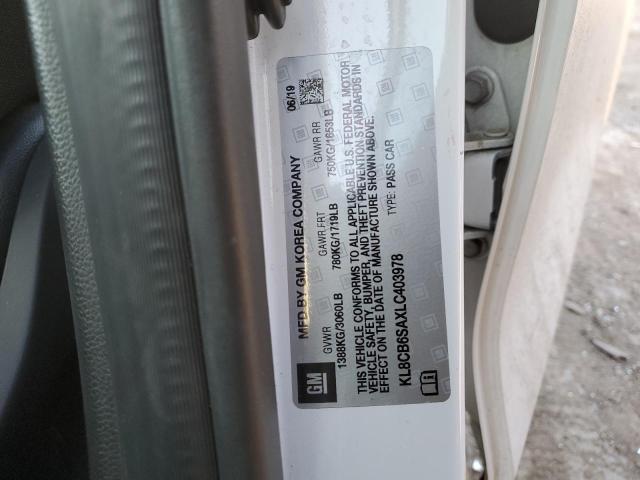 MFD BY GM KOREA COMPANY 06/19
GVWR GAWR FRT GAWR RR
1388KG/3060LB 780KG/1719LB 750KG/1653LB
THIS VEHICLE CONFORMS TO ALL APPLICABLE U.S. FEDERAL MOTOR
VEHICLE SAFETY, BUMPER, AND THEFT PREVENTION STANDARDS IN
EFFECT ON THE DATE OF MANUFACTURE SHOWN ABOVE.
KL8CB6SAXLC403978 TYPE: PASS CAR
GM